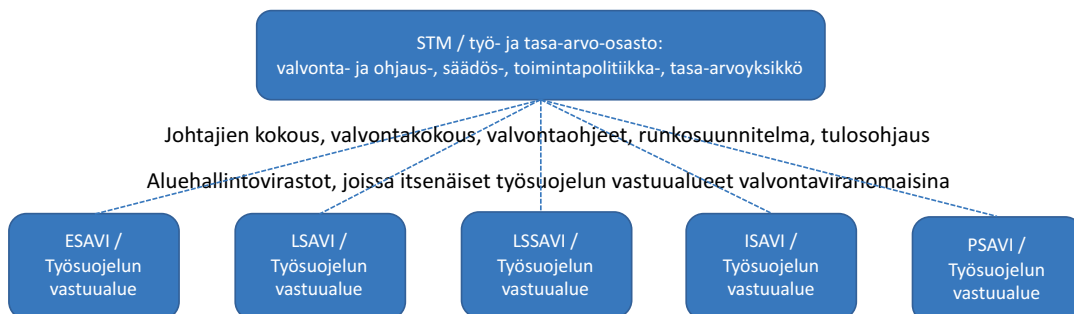 STM / työ- ja tasa-arvo-osasto:
valvonta- ja ohjaus-, säädös-, toimintapolitiikka-, tasa-arvoyksikkö
Johtajien kokous, valvontakokous, valvontaohjeet, runkosuunnitelma, tulosohjaus
Aluehallintovirastot, joissa itsenäiset työsuojelun vastuualueet valvontaviranomaisina
ESAVI /
Työsuojelun
vastuualue
LSAVI /
Työsuojelun
vastuualue
LSSAVI /
Työsuojelun
vastuualue
ISAVI /
Työsuojelun
vastuualue
PSAVI /
Työsuojelun
vastuualue